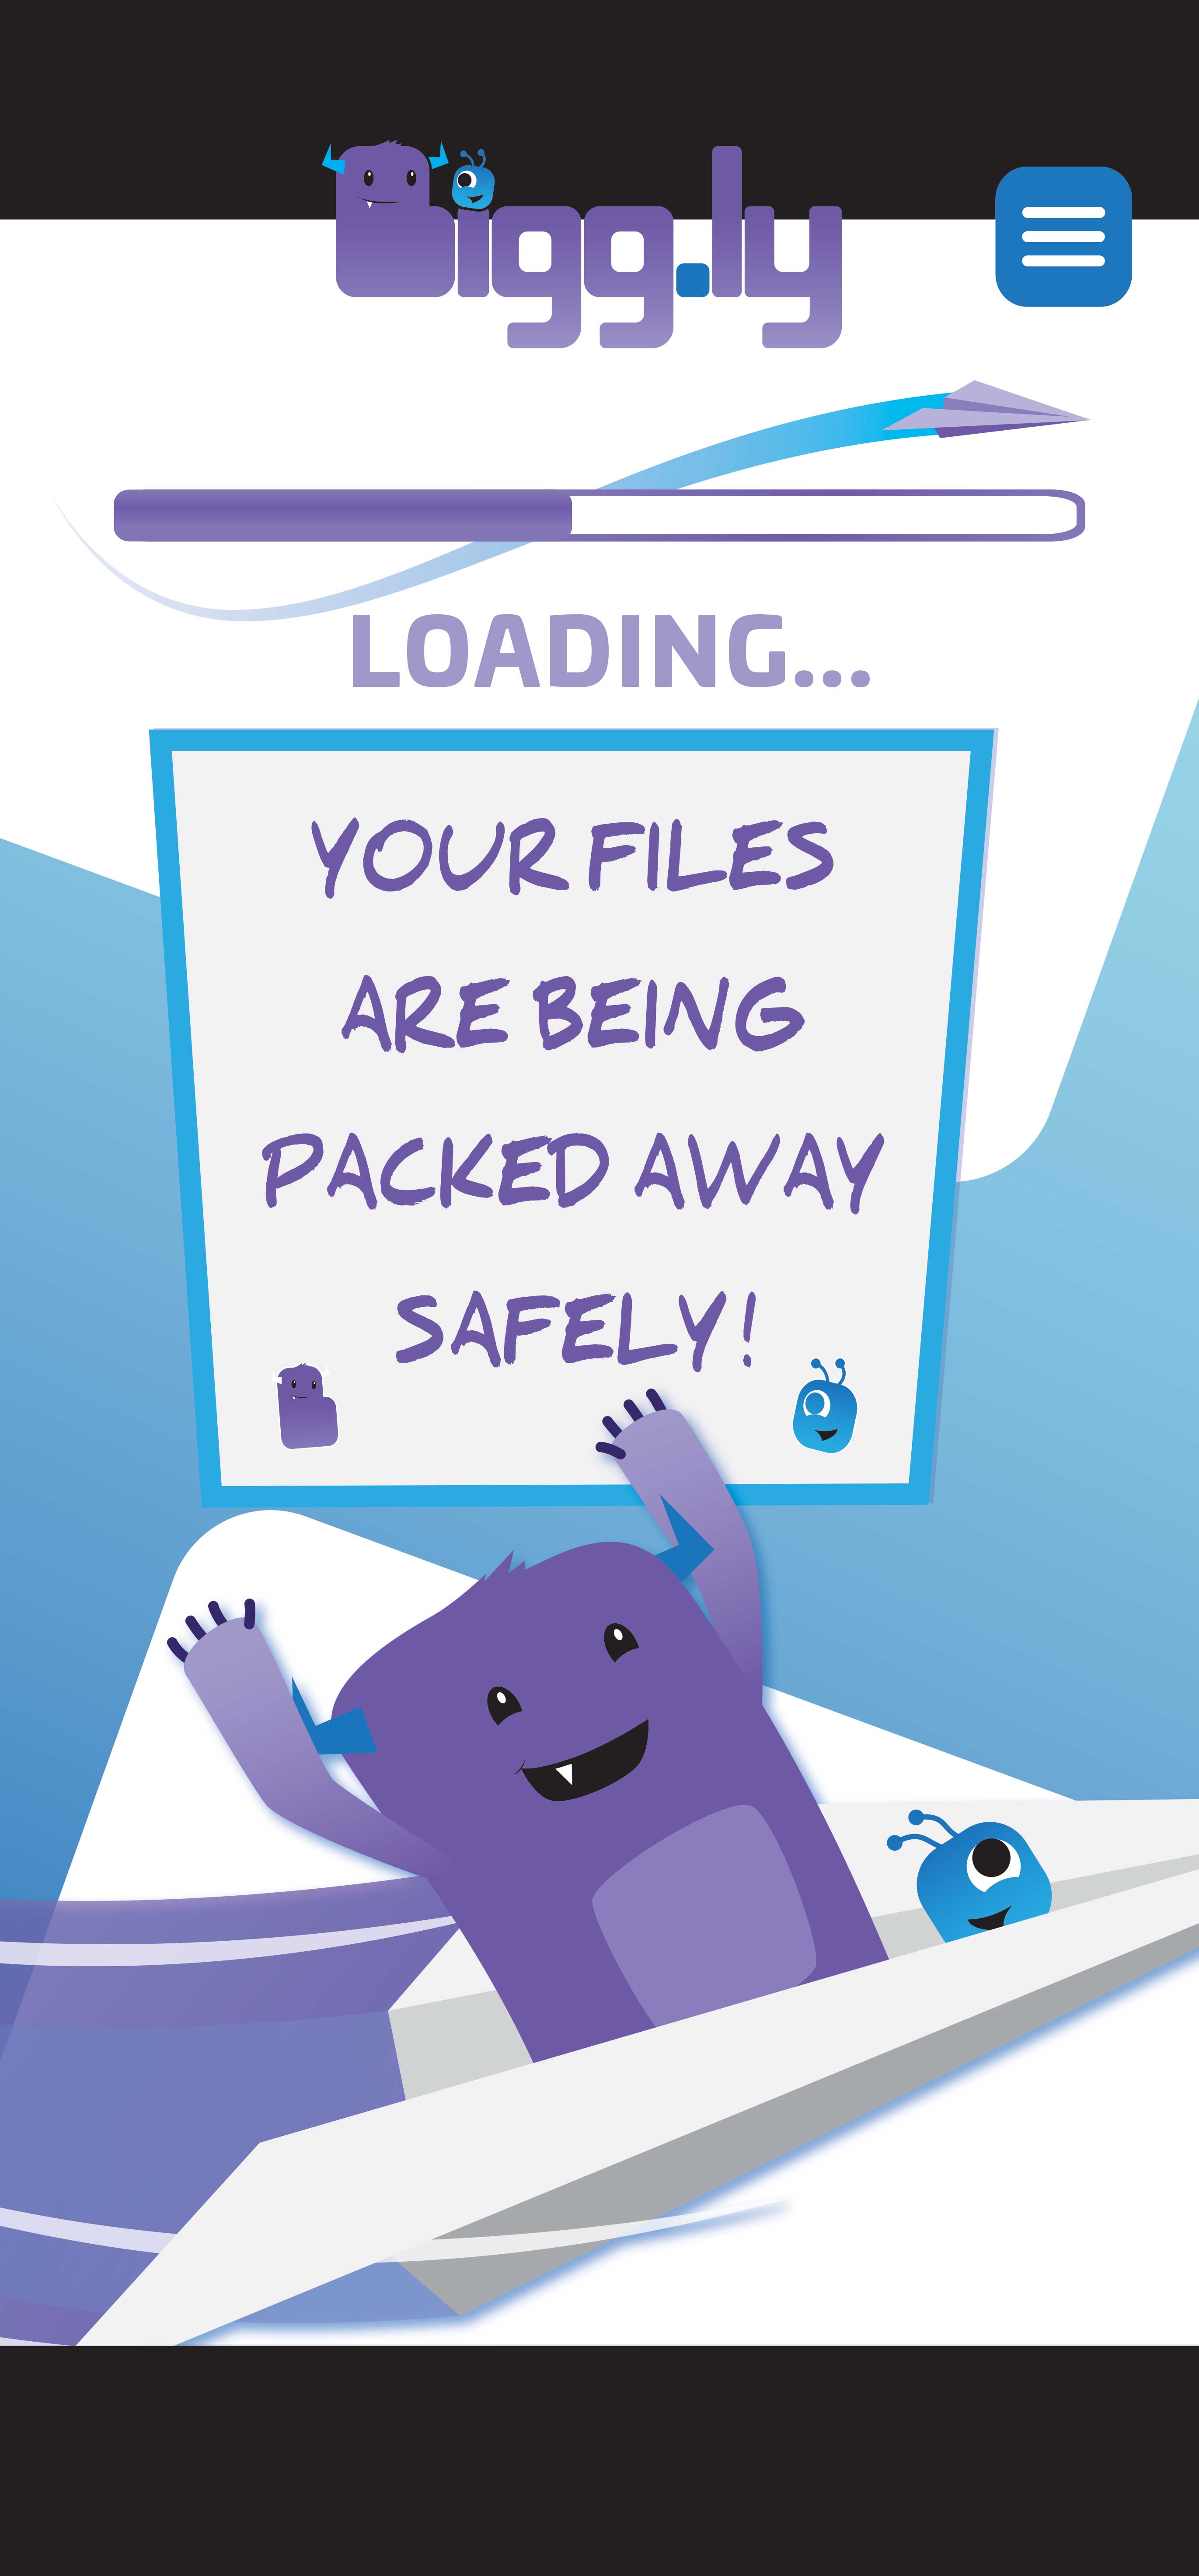 bigg.ly
LOADING...
YOUR FILES
ARE BEING
PACKED AWAY
SAFELY!